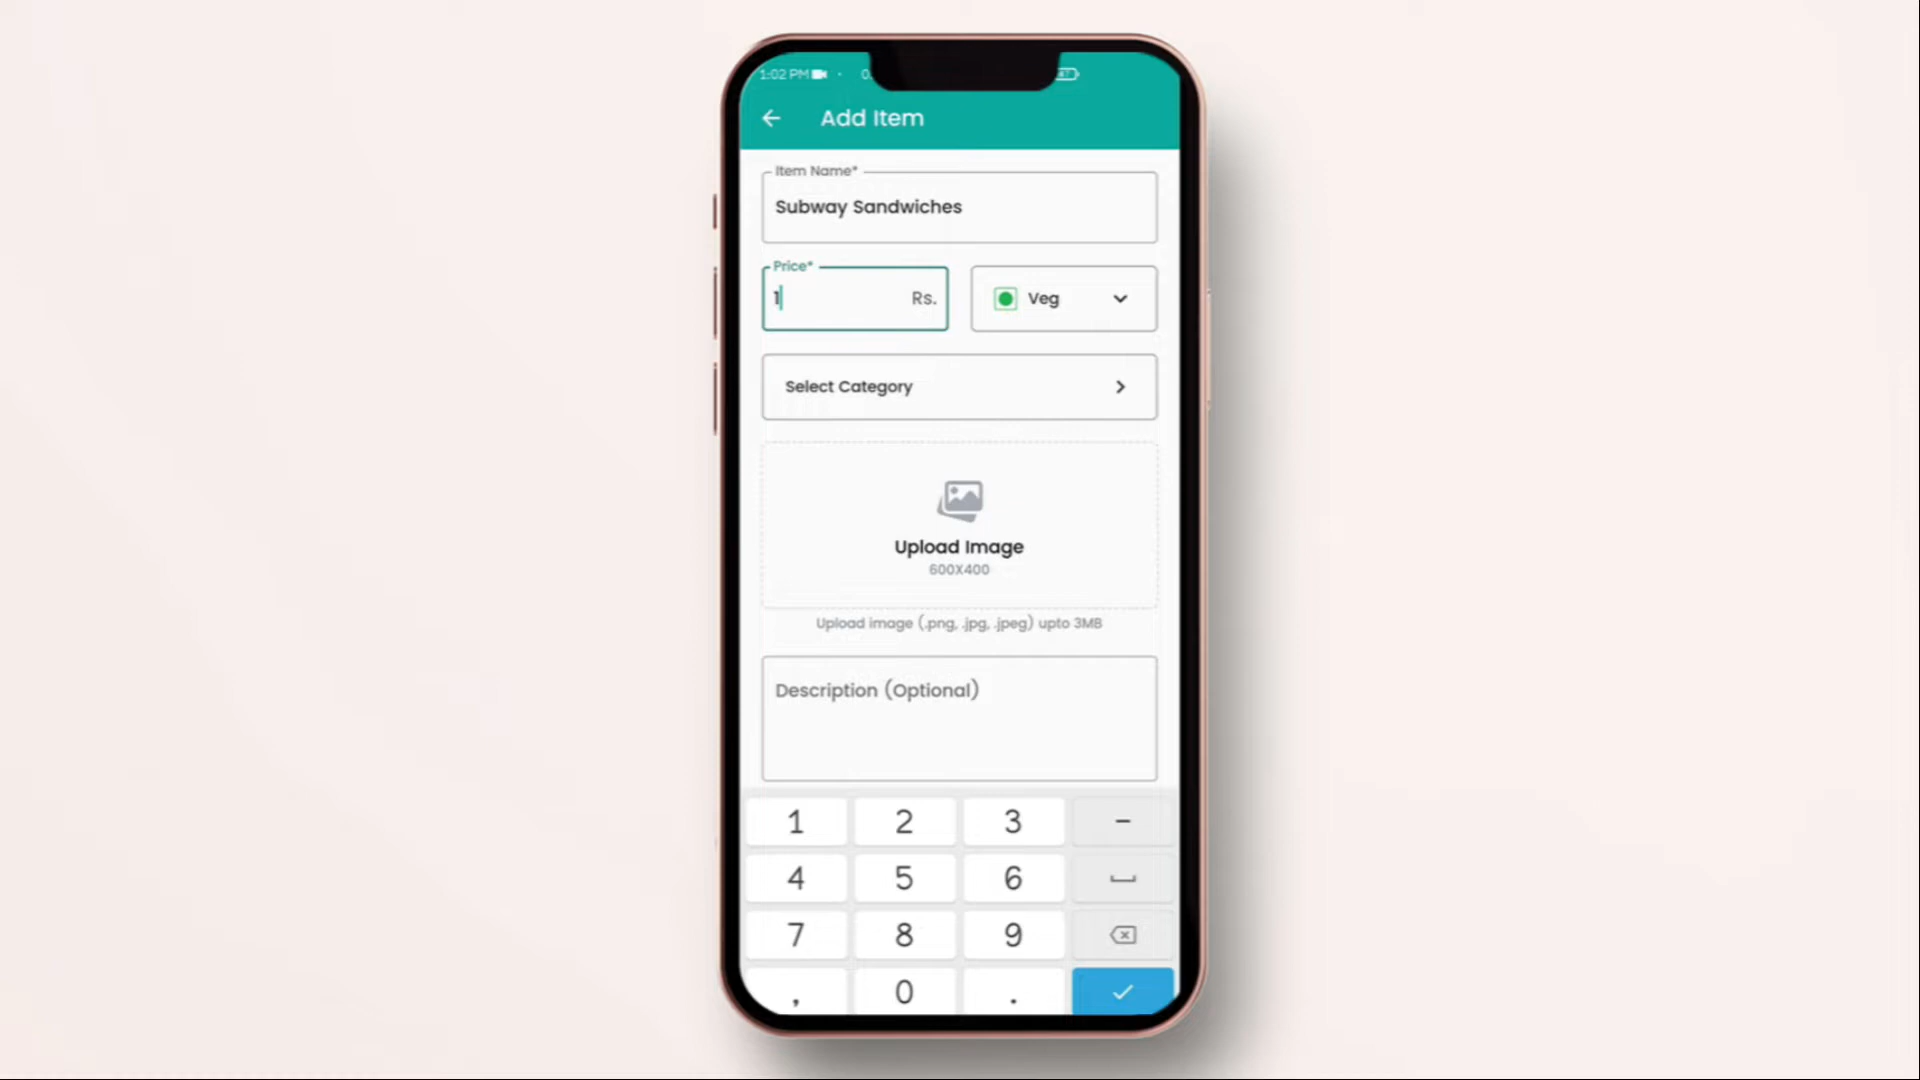 1:02 PM
Add Item
Item Name*
Subway Sandwiches
Price*
1 Rs.
Veg
Select Category
Upload Image
600X400
Upload image (.png, .jpg, .jpeg) upto 3MB
Description (Optional)
1 2 3 -
4 5 6
7 8 9
, 0 .